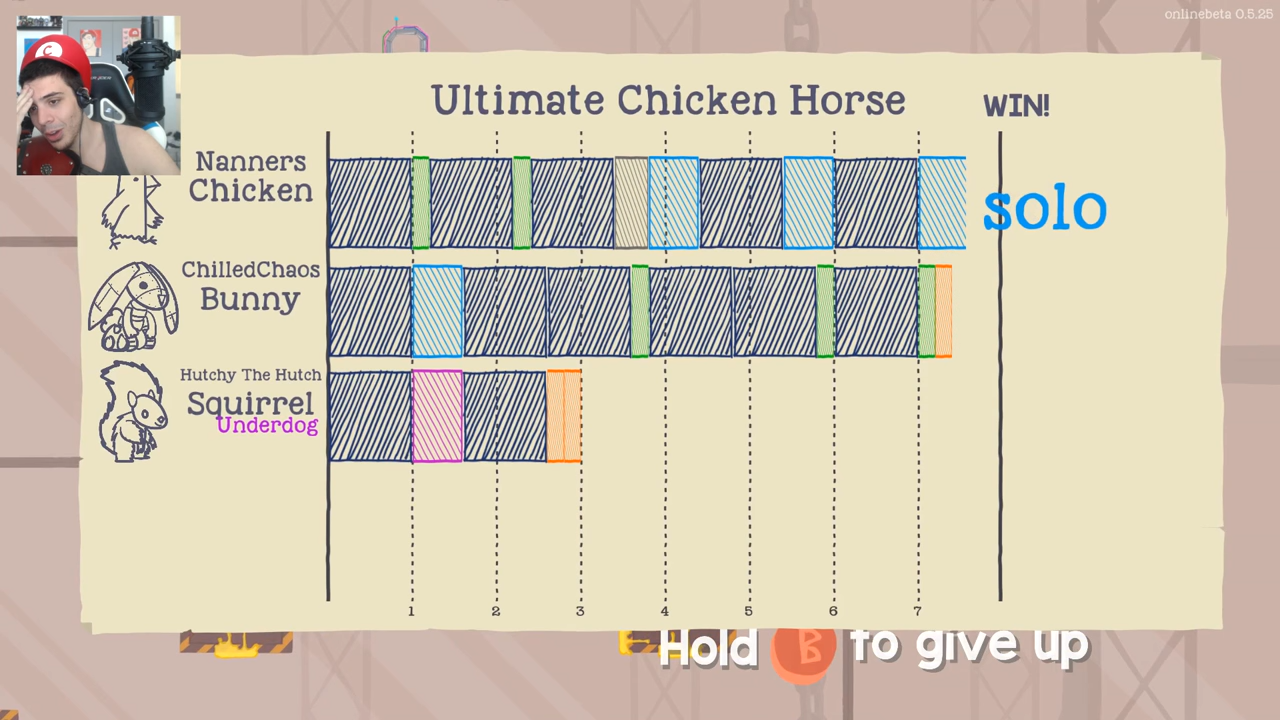 onlinebeta 0.5.25
Ultimate Chicken Horse
WIN!
Nanners
Chicken
solo
ChilledChaos
Bunny
Hutchy The Hutch
Squirrel
Underdog
1 2 3 4 5 6 7
Hold B to give up